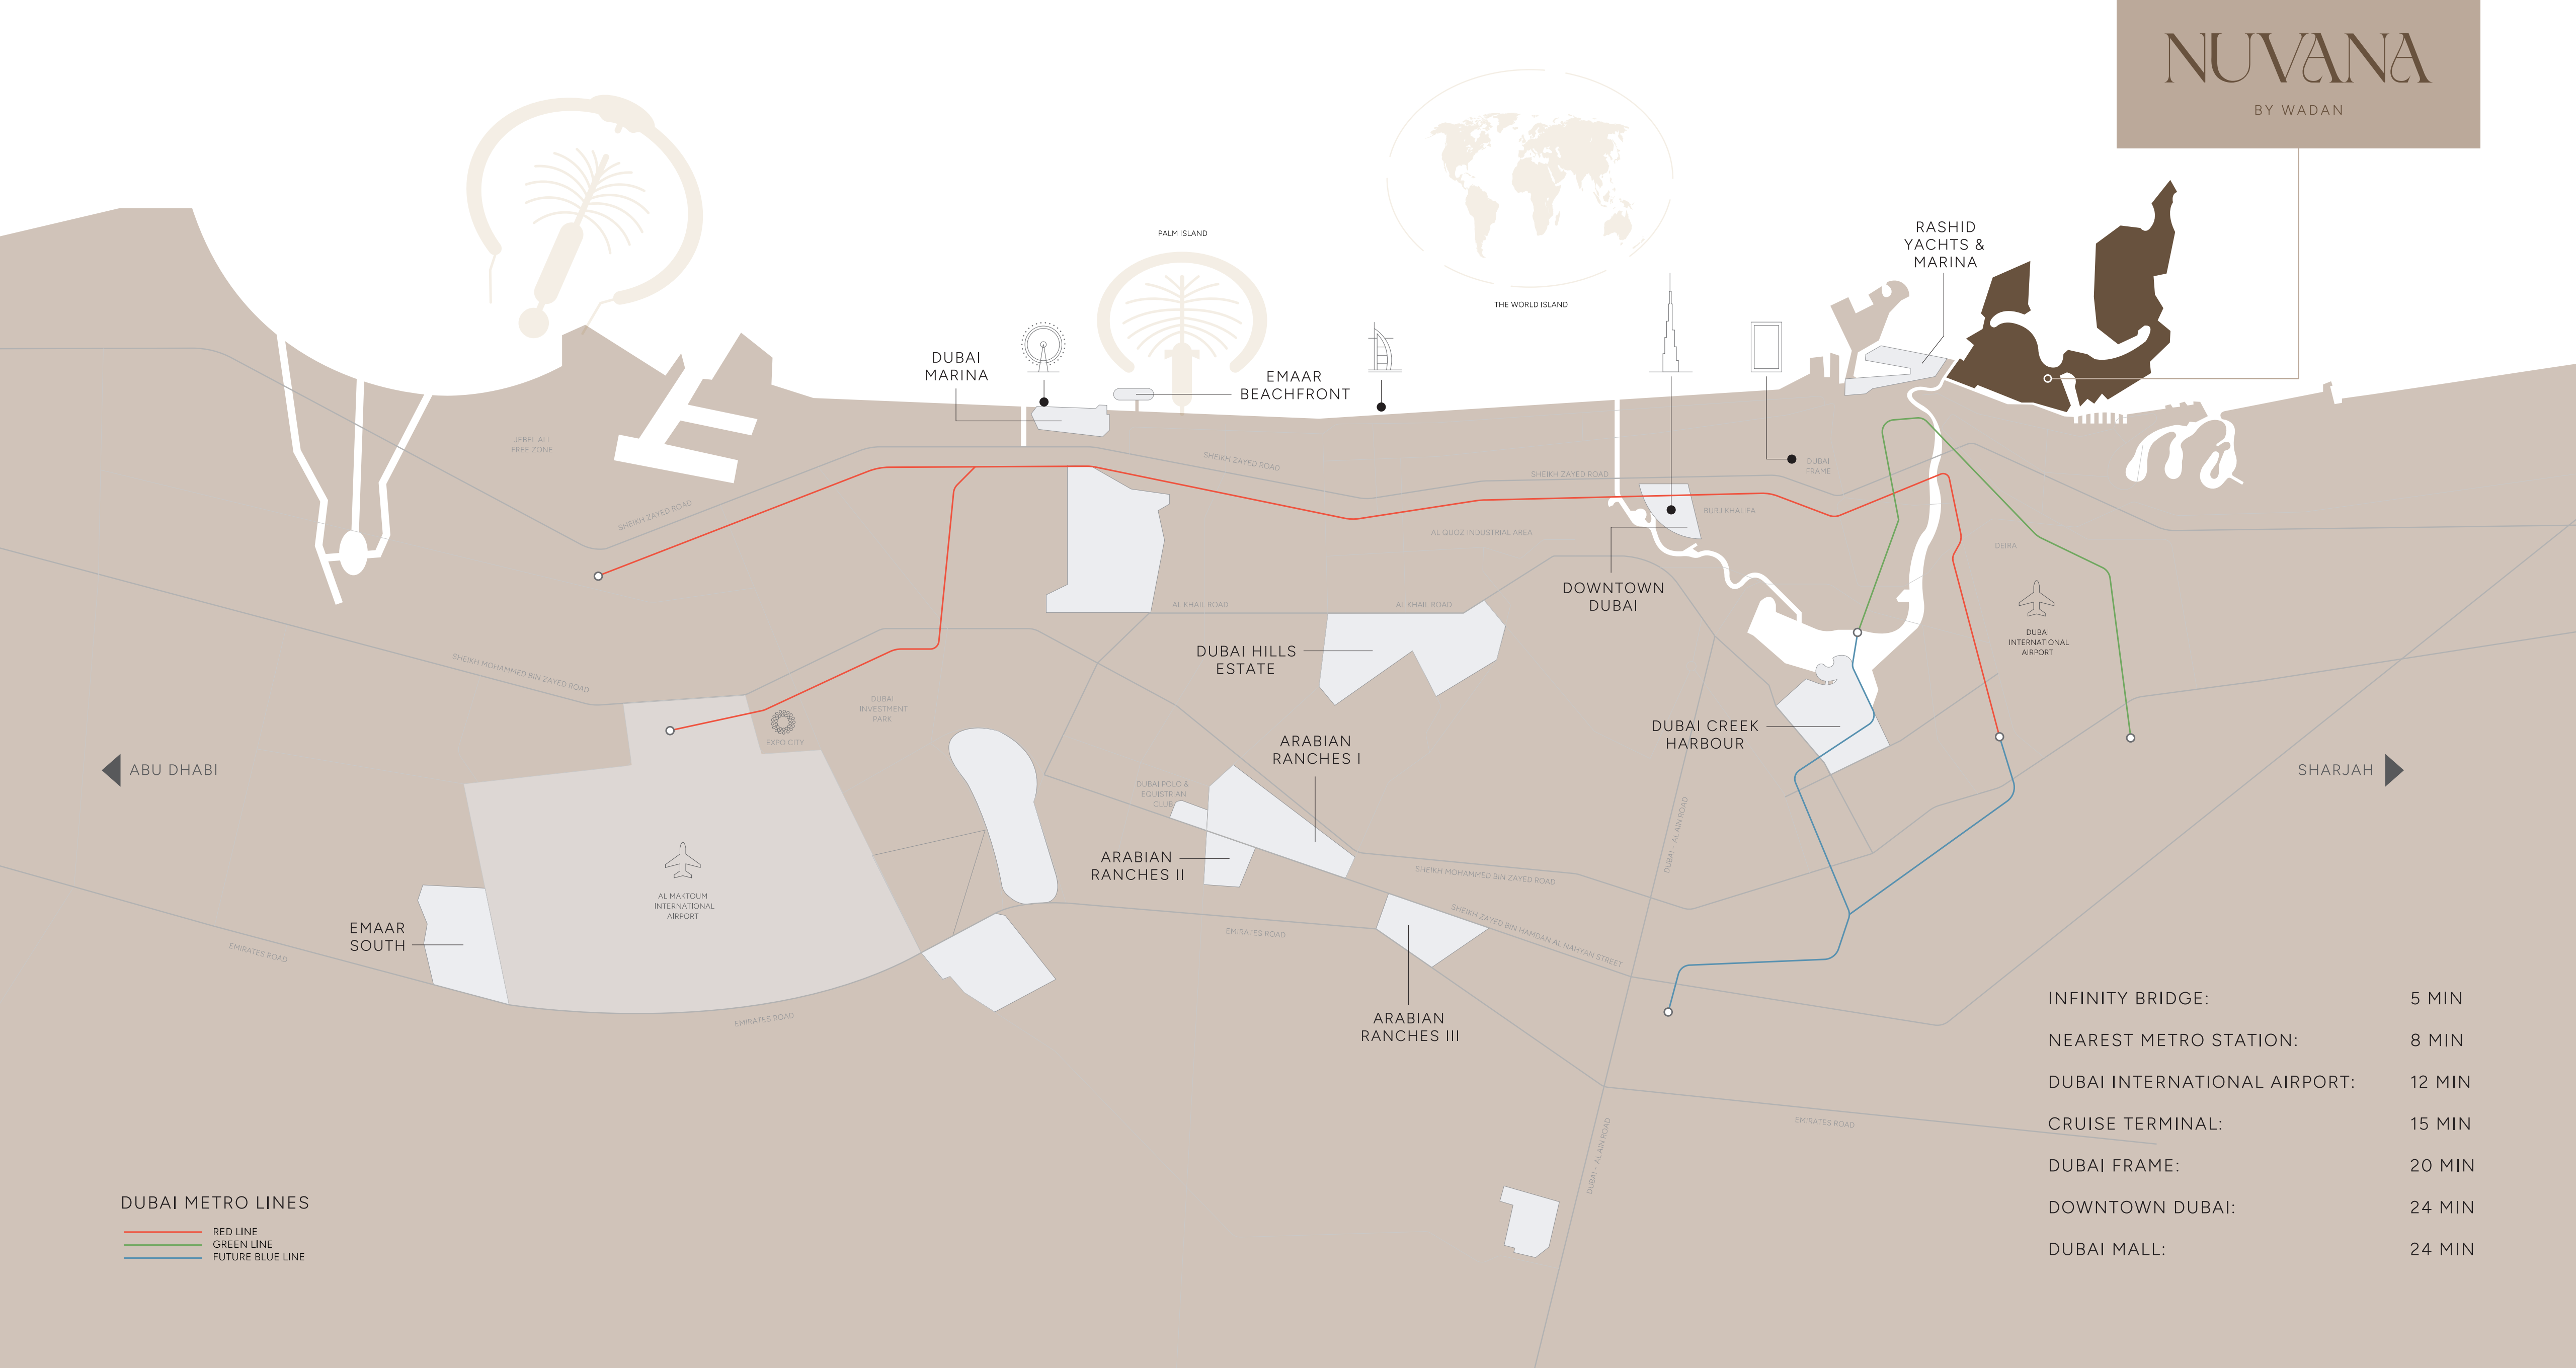 NUVANA
BY WADAN
RASHID
YACHTS &
MARINA
PALM ISLAND
THE WORLD ISLAND
DUBAI
MARINA
EMAAR
BEACHFRONT
JEBEL ALI
FREE ZONE
SHEIKH ZAYED ROAD
SHEIKH ZAYED ROAD
SHEIKH ZAYED ROAD
DUBAI
FRAME
BURJ KHALIFA
AL QUOZ INDUSTRIAL AREA
DEIRA
DOWNTOWN
DUBAI
AL KHAIL ROAD
AL KHAIL ROAD
DUBAI
INTERNATIONAL
AIRPORT
DUBAI HILLS
ESTATE
SHEIKH MOHAMMED BIN ZAYED ROAD
DUBAI
INVESTMENT
PARK
EXPO CITY
DUBAI CREEK
HARBOUR
ARABIAN
RANCHES I
ABU DHABI
SHARJAH
DUBAI POLO &
EQUISTRIAN
CLUB
ARABIAN
RANCHES II
DUBAI - AL AIN ROAD
SHEIKH MOHAMMED BIN ZAYED ROAD
AL MAKTOUM
INTERNATIONAL
AIRPORT
EMAAR
SOUTH
EMIRATES ROAD
EMIRATES ROAD
SHEIKH ZAYED BIN HAMDAN AL NAHYAN STREET
EMIRATES ROAD
ARABIAN
RANCHES III
EMIRATES ROAD
DUBAI - AL AIN ROAD
INFINITY BRIDGE: 5 MIN
NEAREST METRO STATION: 8 MIN
DUBAI INTERNATIONAL AIRPORT: 12 MIN
CRUISE TERMINAL: 15 MIN
DUBAI FRAME: 20 MIN
DOWNTOWN DUBAI: 24 MIN
DUBAI MALL: 24 MIN
DUBAI METRO LINES
RED LINE
GREEN LINE
FUTURE BLUE LINE